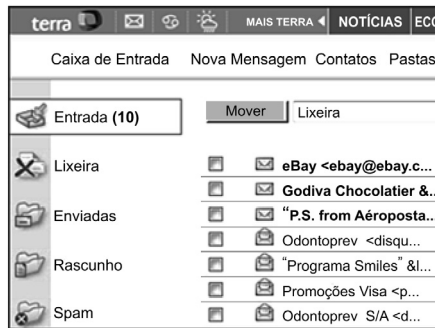 terra MAIS TERRA NOTÍCIAS ECO
Caixa de Entrada Nova Mensagem Contatos Pastas
Entrada (10)
Mover Lixeira
Lixeira
eBay <ebay@ebay.c...
Godiva Chocolatier &..
"P.S. from Aéroposta...
Enviadas
Odontoprev <disqu...
Rascunho
"Programa Smiles" &l...
Promoções Visa <p...
Spam
Odontoprev S/A <d...